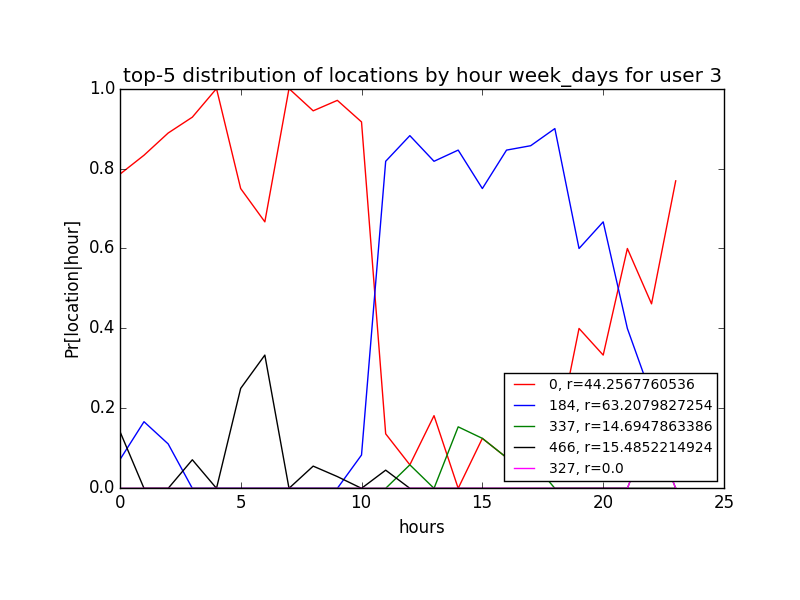 top-5 distribution of locations by hour week_days for user 3
1.0
0.8
0.6
0.4
0.2
0.0
Pr[location|hour]
0, r=44.2567760536
184, r=63.2079827254
337, r=14.6947863386
466, r=15.4852214924
327, r=0.0
0 5 10 15 20 25
hours